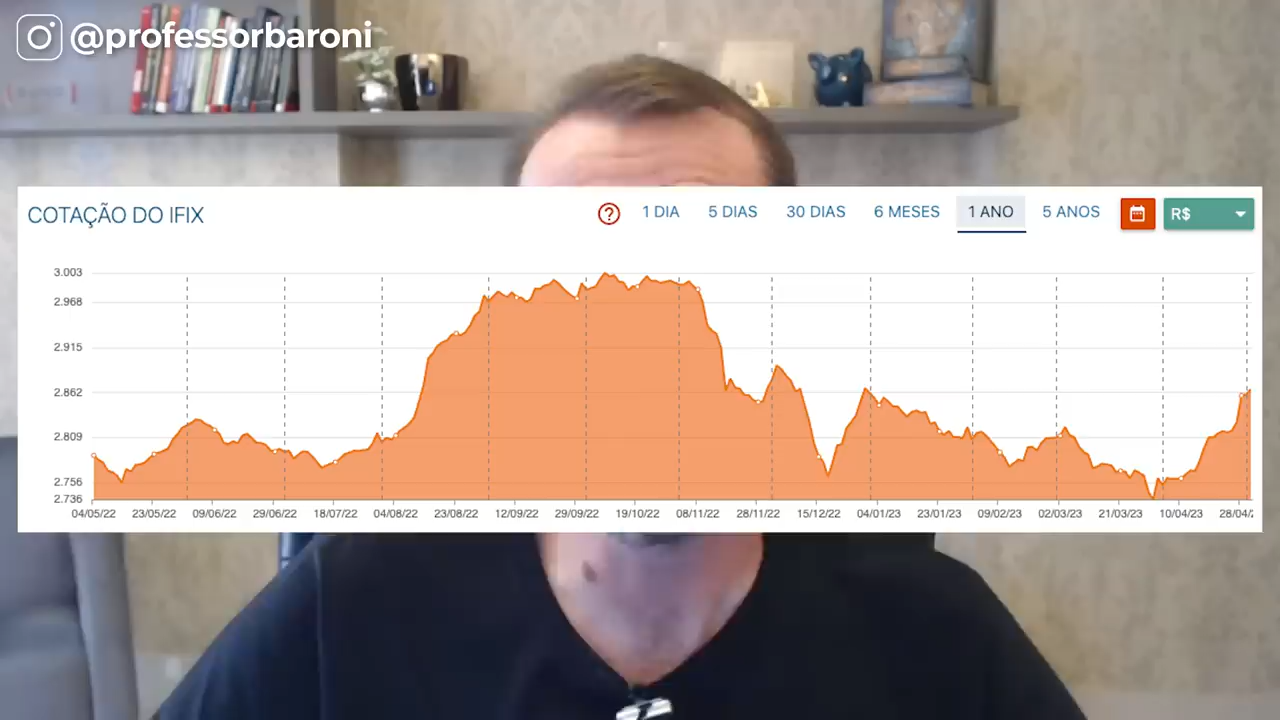 @professorbaroni
COTAÇÃO DO IFIX
? 1 DIA 5 DIAS 30 DIAS 6 MESES 1 ANO 5 ANOS R$
3.003
2.968
2.915
2.862
2.809
2.756
2.736
04/05/22 23/05/22 09/06/22 29/06/22 18/07/22 04/08/22 23/08/22 12/09/22 29/09/22 19/10/22 08/11/22 28/11/22 15/12/22 04/01/23 23/01/23 09/02/23 02/03/23 21/03/23 10/04/23 28/04/2